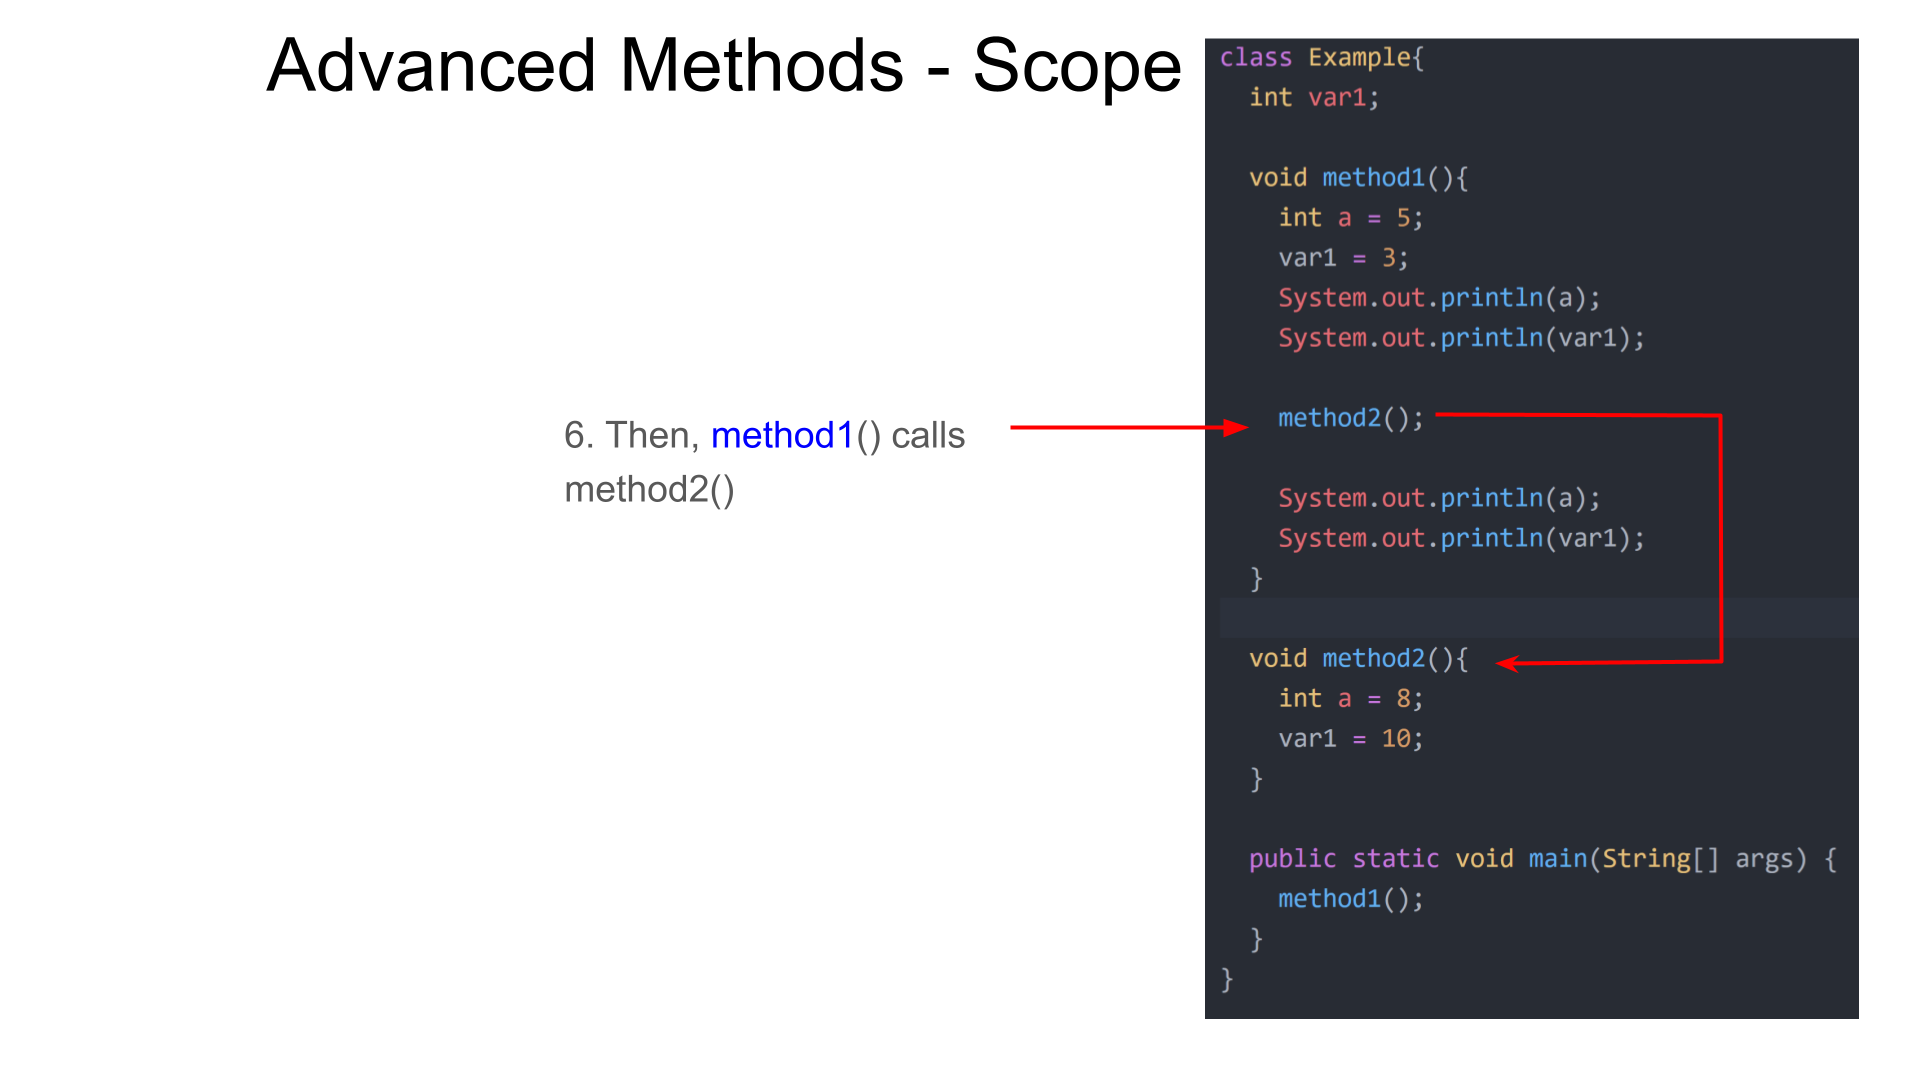 Advanced Methods - Scope
6. Then, method1() calls
method2()
class Example{
  int var1;

  void method1(){
    int a = 5;
    var1 = 3;
    System.out.println(a);
    System.out.println(var1);

    method2();

    System.out.println(a);
    System.out.println(var1);
  }

  void method2(){
    int a = 8;
    var1 = 10;
  }

  public static void main(String[] args) {
    method1();
  }
}